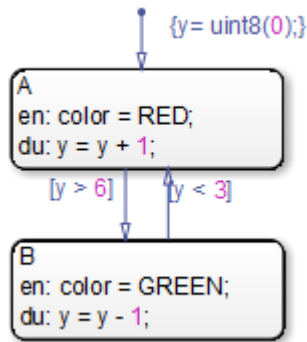 {y= uint8(0);}
A
en: color = RED;
du: y = y + 1;
[y > 6] [y < 3]
B
en: color = GREEN;
du: y = y - 1;